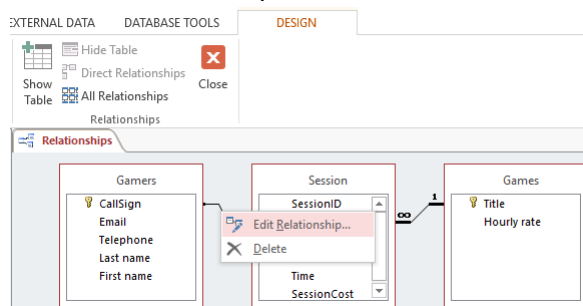 EXTERNAL DATA DATABASE TOOLS DESIGN
Hide Table
Direct Relationships
All Relationships
Show
Table
Close
Relationships
Relationships
Gamers
CallSign
Email
Telephone
Last name
First name
Session
SessionID
Time
SessionCost
Edit Relationship...
Delete
∞ 1
Games
Title
Hourly rate